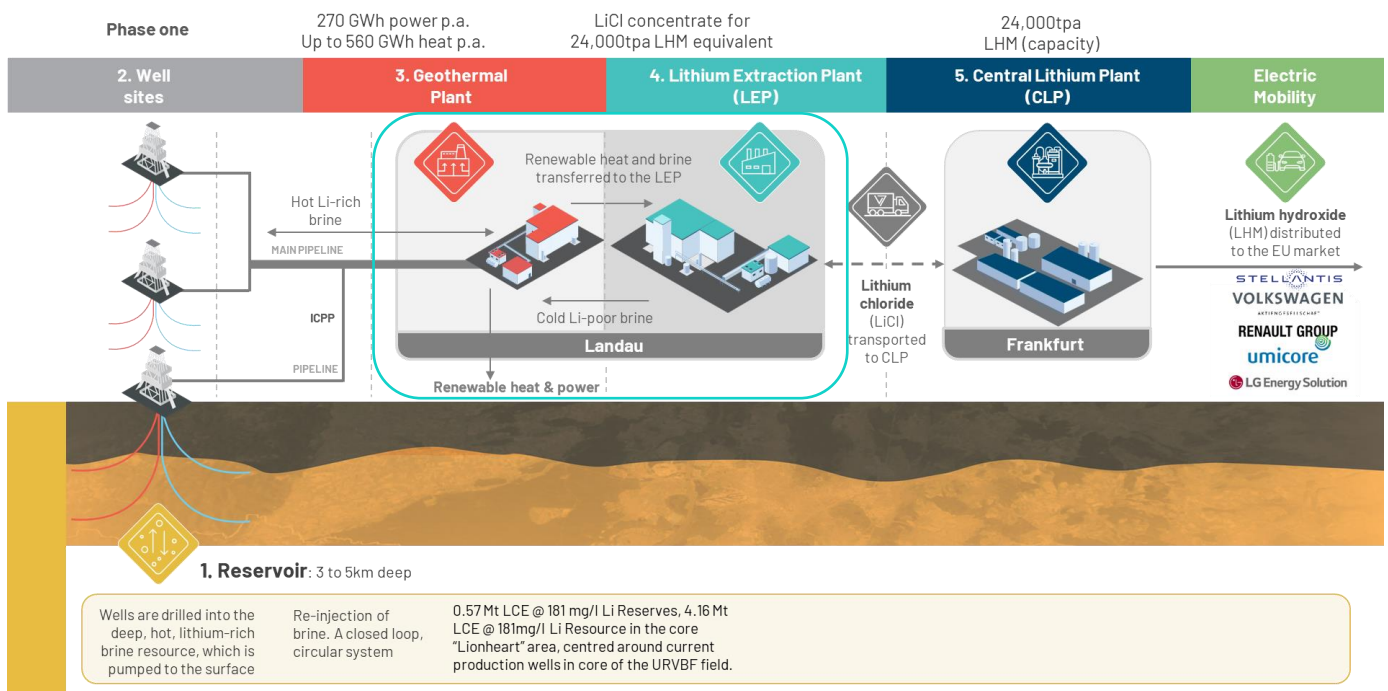 Phase one
270 GWh power p.a.
Up to 560 GWh heat p.a.
LiCl concentrate for
24,000tpa LHM equivalent
24,000tpa
LHM (capacity)
2. Well
sites
3. Geothermal
Plant
4. Lithium Extraction Plant
(LEP)
5. Central Lithium Plant
(CLP)
Electric
Mobility
Renewable heat and brine
transferred to the LEP
Hot Li-rich
brine
MAIN PIPELINE
ICPP
PIPELINE
Cold Li-poor brine
Landau
Renewable heat & power
Lithium
chloride
(LiCl)
transported
to CLP
Frankfurt
Lithium hydroxide
(LHM) distributed
to the EU market
STELLANTIS
VOLKSWAGEN
AKTIENGESELLSCHAFT
RENAULT GROUP
umicore
LG Energy Solution
1. Reservoir: 3 to 5km deep
Wells are drilled into the
deep, hot, lithium-rich
brine resource, which is
pumped to the surface
Re-injection of
brine. A closed loop,
circular system
0.57 Mt LCE @ 181 mg/l Li Reserves, 4.16 Mt
LCE @ 181mg/l Li Resource in the core
“Lionheart” area, centred around current
production wells in core of the URVBF field.